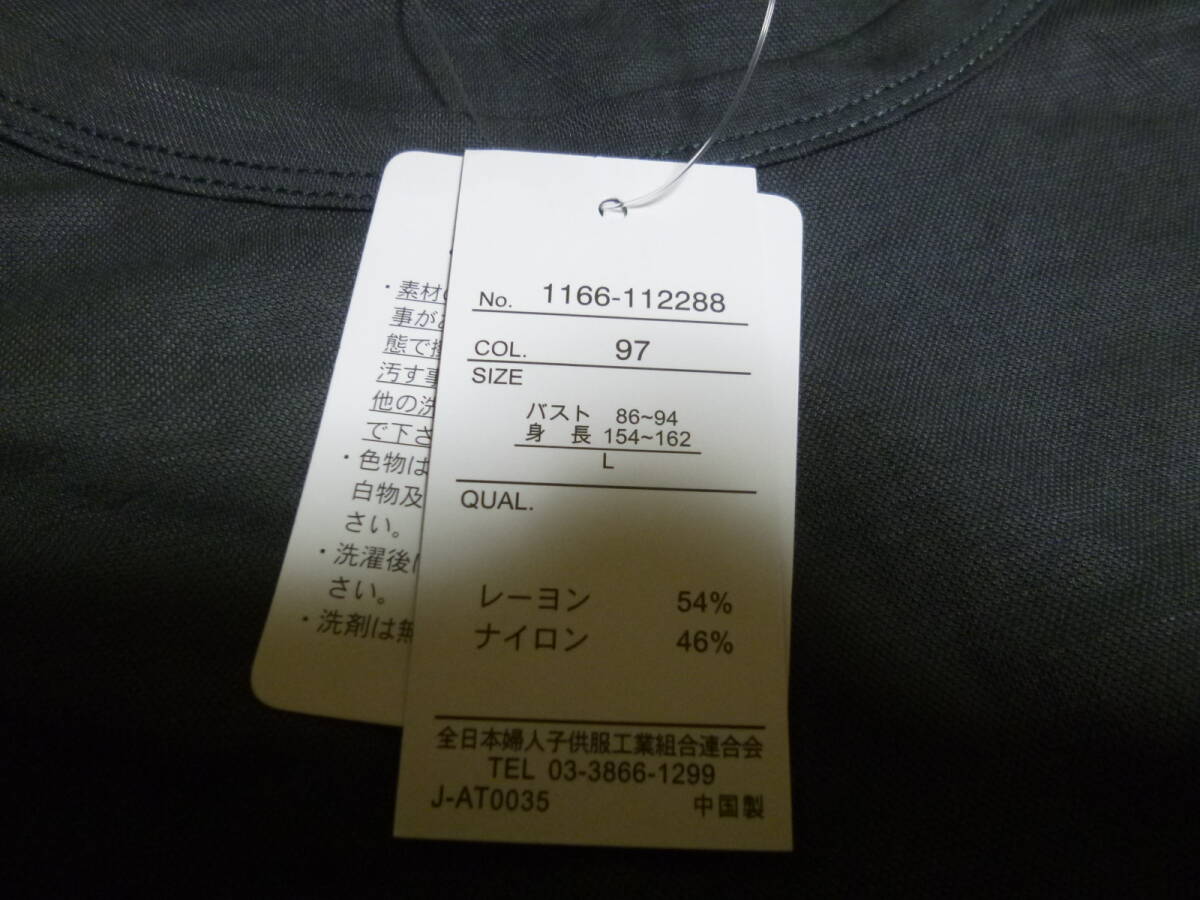 No. 1166-112288
COL. 97
SIZE
バスト 86~94
身 長 154~162
L
QUAL.
レーヨン 54%
ナイロン 46%
全日本婦人子供服工業組合連合会
TEL 03-3866-1299
J-AT0035 中国製
・素材
事が
態で
汚す
他の洗
で下さ
・色物は
白物及
さい。
・洗濯後
さい。
・洗剤は無